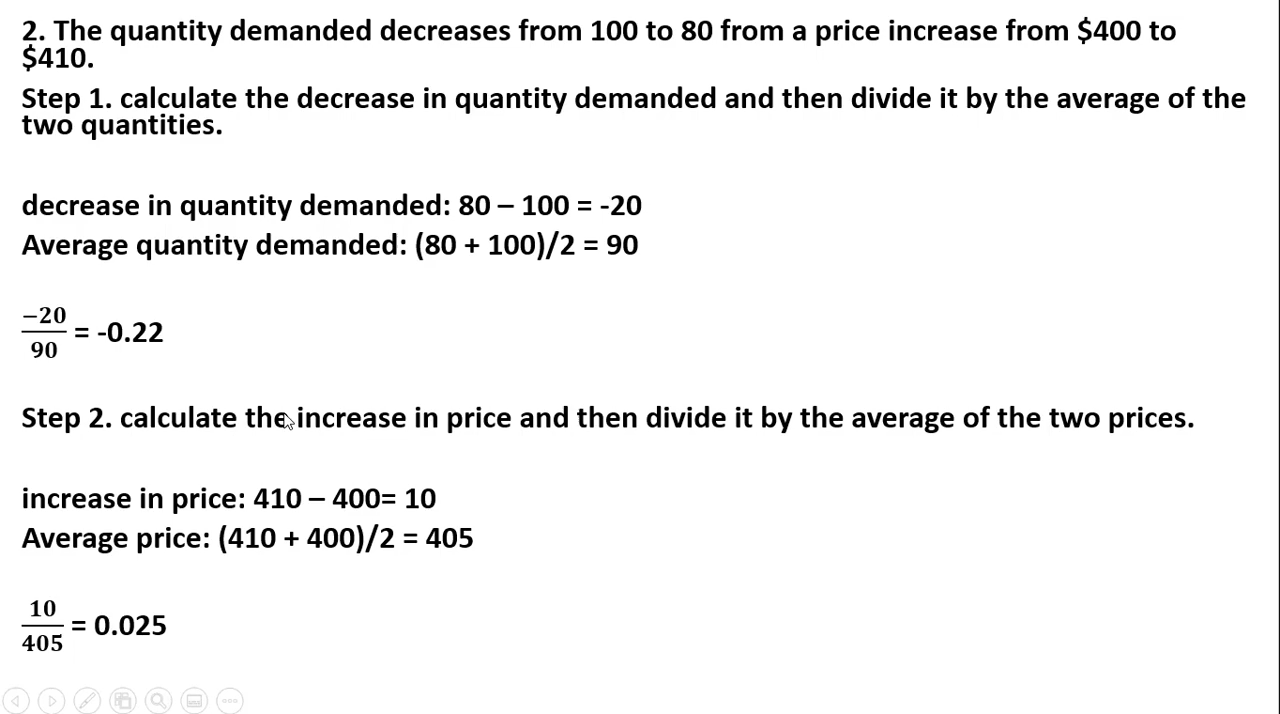 2. The quantity demanded decreases from 100 to 80 from a price increase from $400 to
$410.
Step 1. calculate the decrease in quantity demanded and then divide it by the average of the
two quantities.
decrease in quantity demanded: 80 – 100 = -20
Average quantity demanded: (80 + 100)/2 = 90
−20
90
= -0.22
Step 2. calculate the increase in price and then divide it by the average of the two prices.
increase in price: 410 – 400= 10
Average price: (410 + 400)/2 = 405
10
405
= 0.025